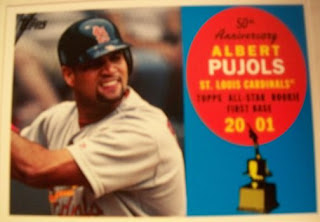 Topps
50th
Anniversary
ALBERT
PUJOLS
ST. LOUIS CARDINALS
TOPPS ALL-STAR ROOKIE
FIRST BASE
20 01